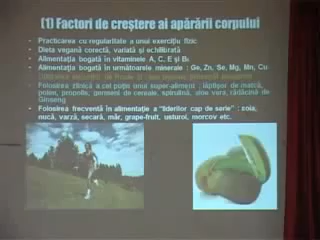 (1) Factori de creştere ai apărării corpului
Practicarea cu regularitate a unui exerciţiu fizic
Dieta vegană corectă, variată şi echilibrată
Alimentaţia bogată în vitaminele A, C, E şi B₆
Alimentaţia bogată în următoarele minerale : Ge, Zn, Se, Mg, Mn, Cu
Folosirea zilnică a cel puţin unui super-aliment : lăptişor de matcă,
polen, propolis, germeni de cereale, spirulină, aloe vera, rădăcină de
Ginseng
Folosirea frecventă în alimentaţie a "liderilor cap de serie" : soia,
nucă, varză, secară, măr, grape-fruit, usturoi, morcov etc.